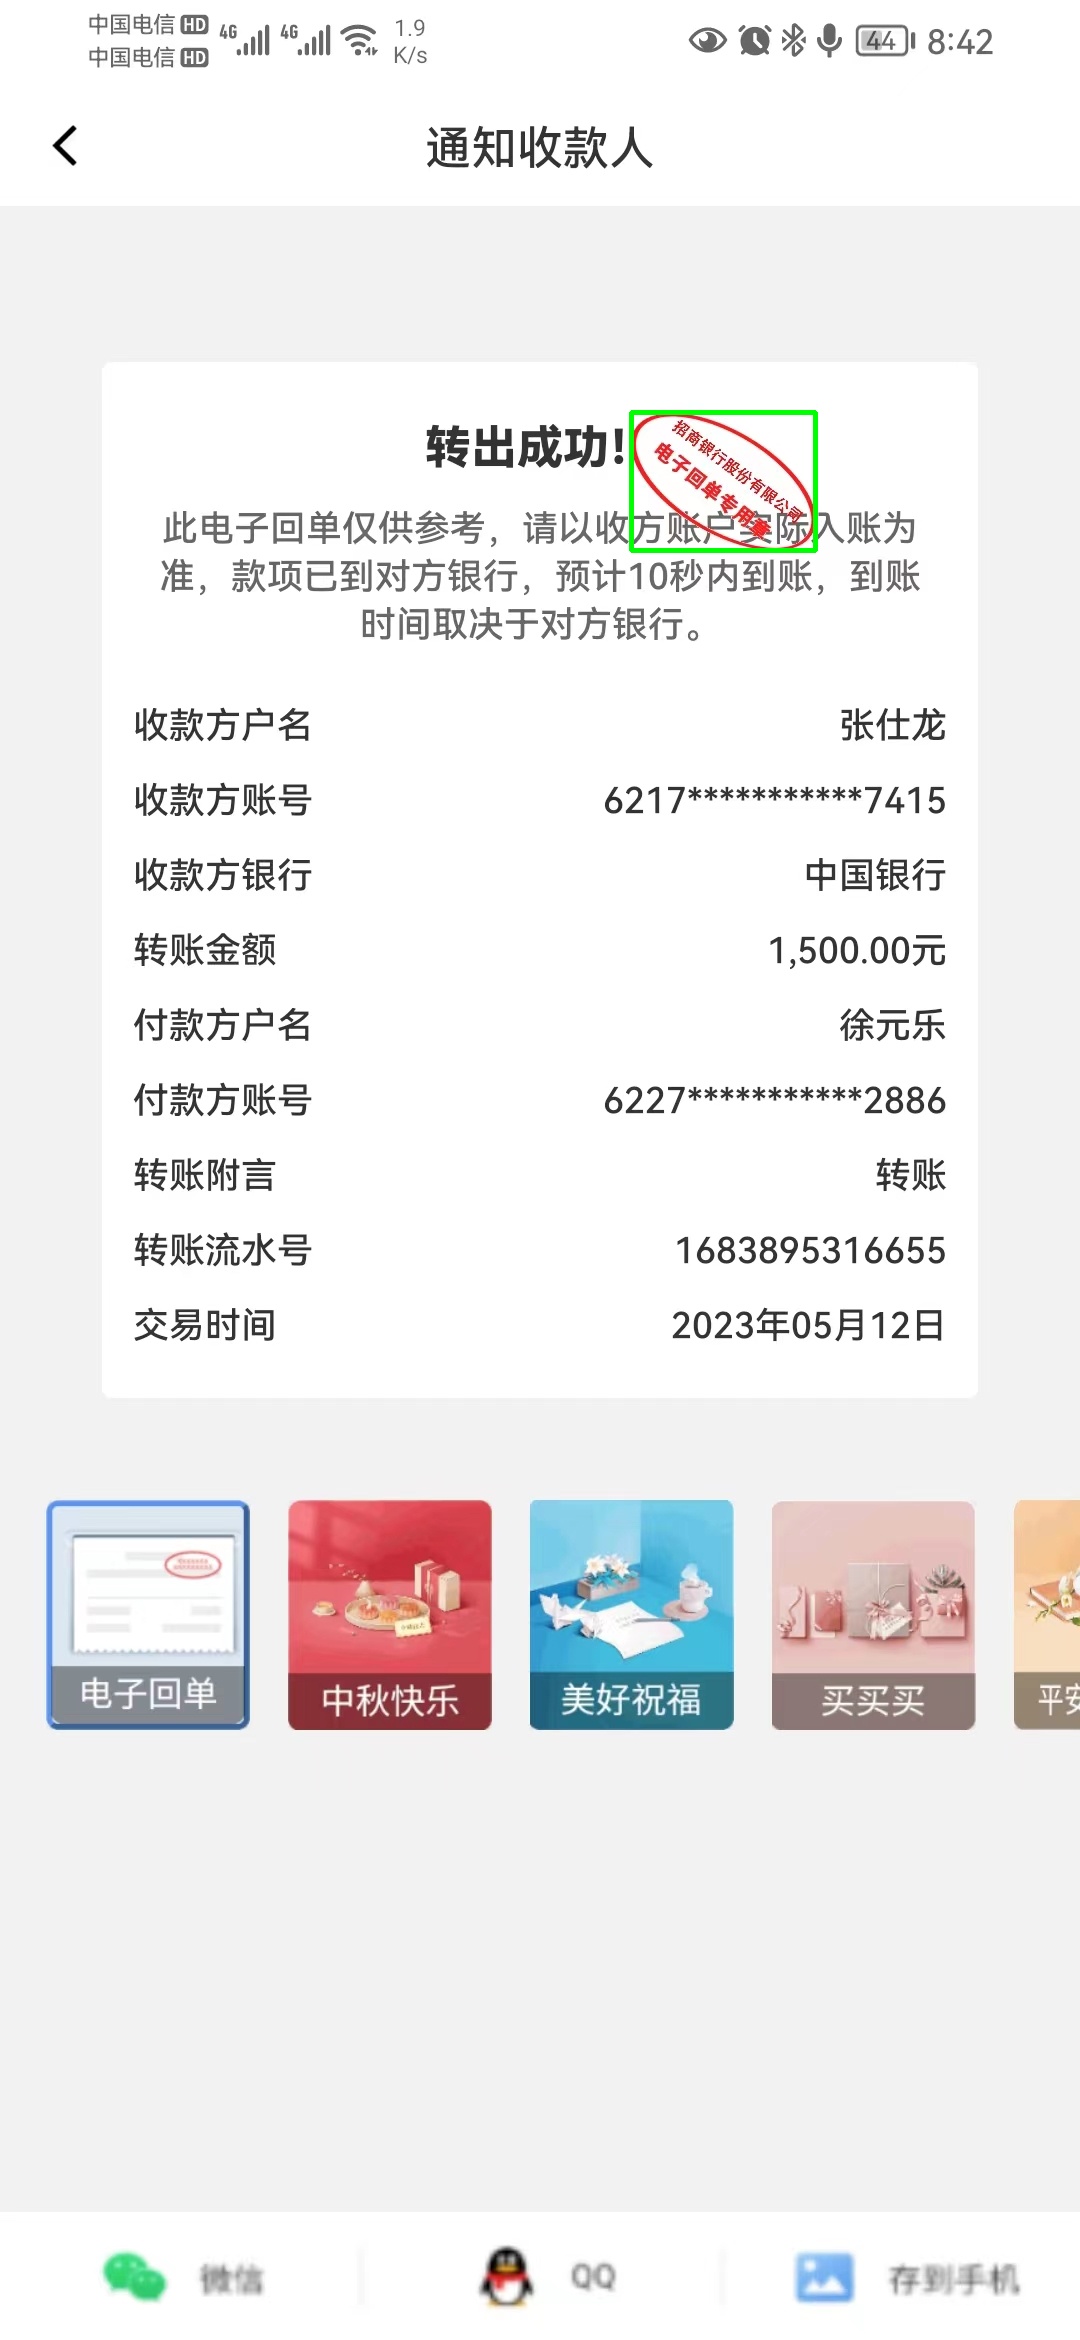 中国电信 HD 4G 4G 1.9 K/s 44 8:42
中国电信 HD
通知收款人
转出成功!
招商银行股份有限公司
电子回单专用章
此电子回单仅供参考，请以收方账户实际入账为
准，款项已到对方银行，预计10秒内到账，到账
时间取决于对方银行。
收款方户名 张仕龙
收款方账号 6217***********7415
收款方银行 中国银行
转账金额 1,500.00元
付款方户名 徐元乐
付款方账号 6227***********2886
转账附言 转账
转账流水号 1683895316655
交易时间 2023年05月12日
电子回单 中秋快乐 美好祝福 买买买 平安
微信 QQ 存到手机